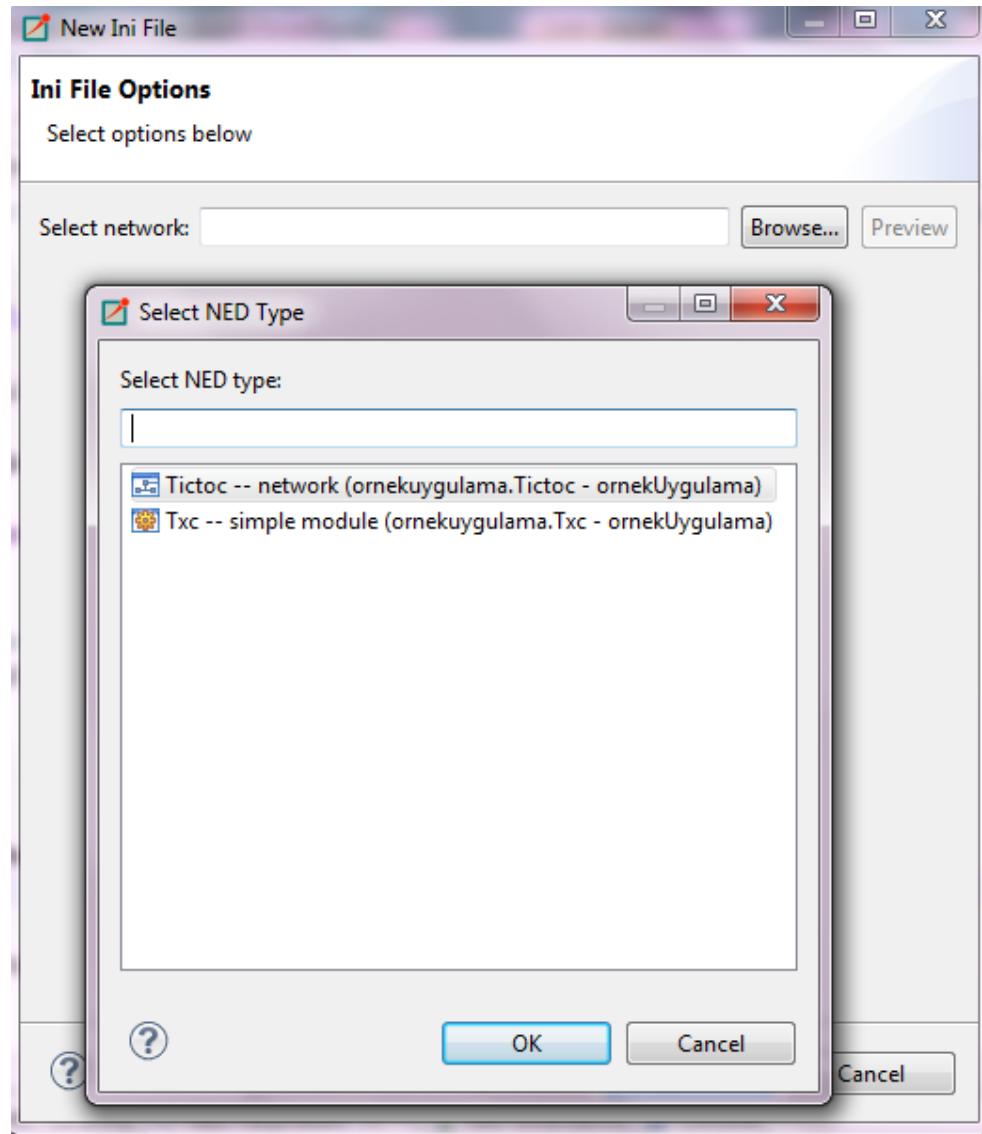 New Ini File
Ini File Options
Select options below
Select network:
Browse...
Preview
Select NED Type
Select NED type:
Tictoc -- network (ornekuygulama.Tictoc - ornekUygulama)
Txc -- simple module (ornekuygulama.Txc - ornekUygulama)
OK
Cancel
Cancel